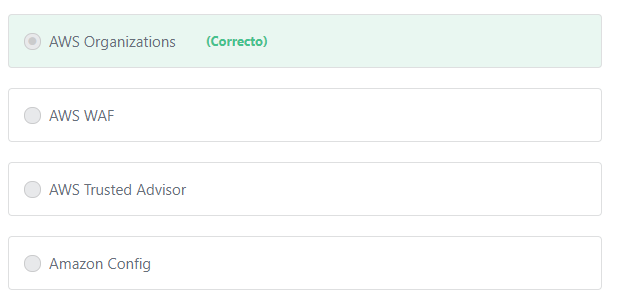 AWS Organizations (Correcto)
AWS WAF
AWS Trusted Advisor
Amazon Config